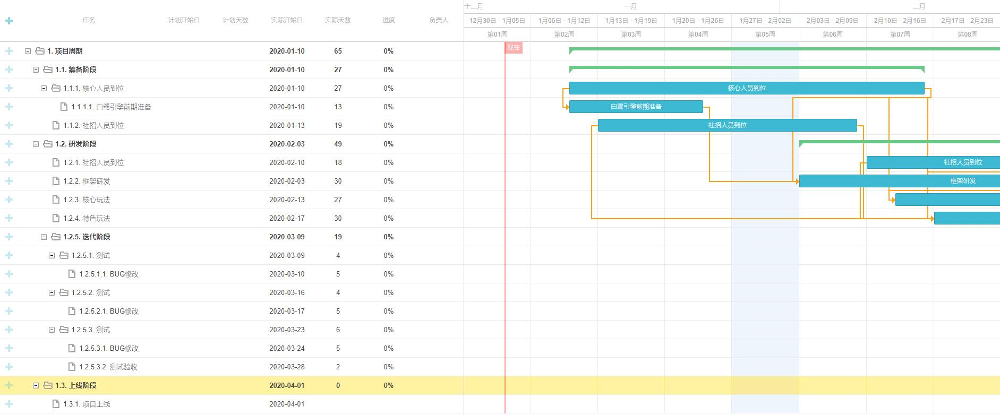 十二月 一月 二月
任务 计划开始日 计划天数 实际开始日 实际天数 进度 负责人 12月30日 - 1月05日 1月06日 - 1月12日 1月13日 - 1月19日 1月20日 - 1月26日 1月27日 - 2月02日 2月03日 - 2月09日 2月10日 - 2月16日 2月17日 - 2月23日
第01周 第02周 第03周 第04周 第05周 第06周 第07周 第08周
现在
1. 项目周期 2020-01-10 65 0%
1.1. 筹备阶段 2020-01-10 27 0%
1.1.1. 核心人员到位 2020-01-10 27 0% 核心人员到位
1.1.1.1. 白鹭引擎前期准备 2020-01-10 13 0% 白鹭引擎前期准备
1.1.2. 社招人员到位 2020-01-13 19 0% 社招人员到位
1.2. 研发阶段 2020-02-03 49 0%
1.2.1. 社招人员到位 2020-02-10 18 0% 社招人员到位
1.2.2. 框架研发 2020-02-03 30 0% 框架研发
1.2.3. 核心玩法 2020-02-13 27 0%
1.2.4. 特色玩法 2020-02-17 30 0%
1.2.5. 迭代阶段 2020-03-09 19 0%
1.2.5.1. 测试 2020-03-09 4 0%
1.2.5.1.1. BUG修改 2020-03-10 5 0%
1.2.5.2. 测试 2020-03-16 4 0%
1.2.5.2.1. BUG修改 2020-03-17 5 0%
1.2.5.3. 测试 2020-03-23 6 0%
1.2.5.3.1. BUG修改 2020-03-24 5 0%
1.2.5.3.2. 测试验收 2020-03-28 2 0%
1.3. 上线阶段 2020-04-01 0 0%
1.3.1. 项目上线 2020-04-01